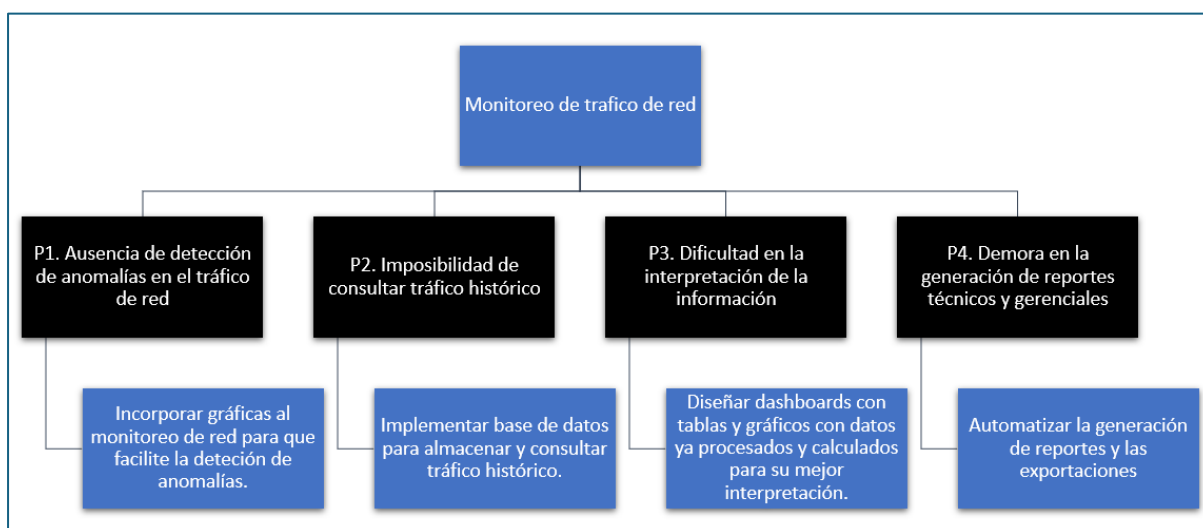 Monitoreo de trafico de red
P1. Ausencia de detección
de anomalías en el tráfico
de red
P2. Imposibilidad de
consultar tráfico histórico
P3. Dificultad en la
interpretación de la
información
P4. Demora en la
generación de reportes
técnicos y gerenciales
Incorporar gráficas al
monitoreo de red para que
facilite la deteción de
anomalías.
Implementar base de datos
para almacenar y consultar
tráfico histórico.
Diseñar dashboards con
tablas y gráficos con datos
ya procesados y calculados
para su mejor
interpretación.
Automatizar la generación
de reportes y las
exportaciones